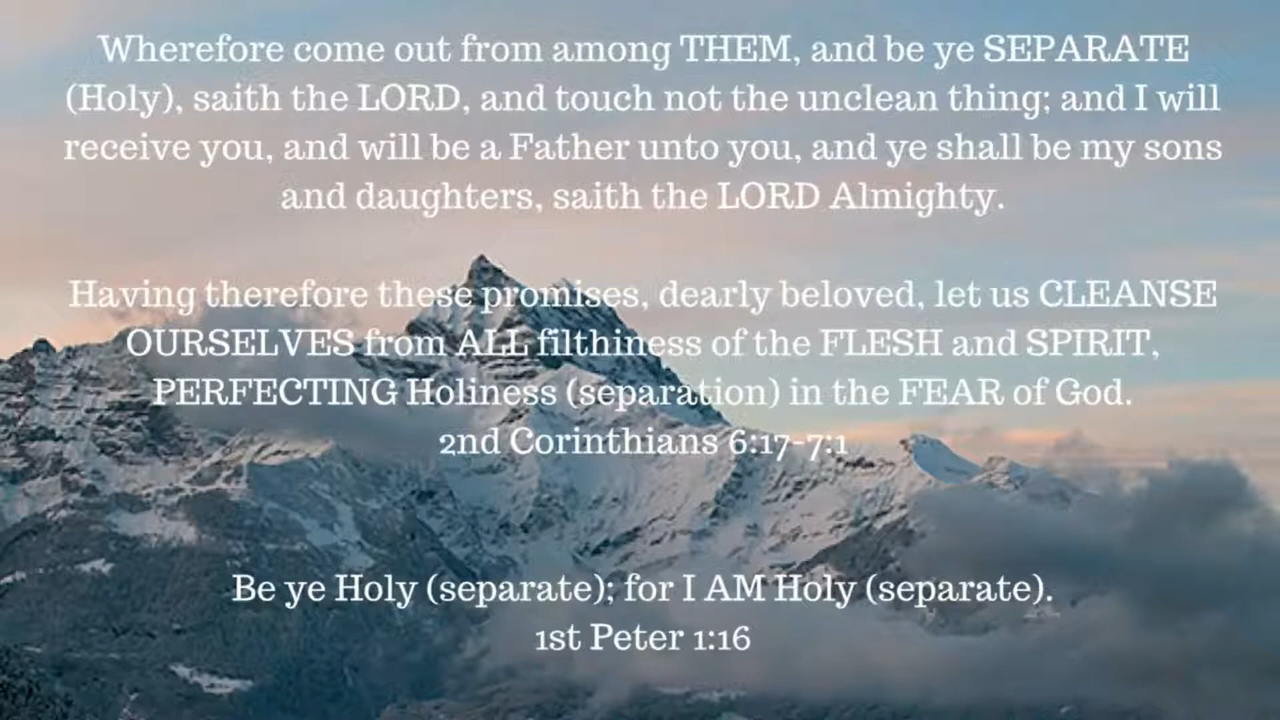 Wherefore come out from among THEM, and be ye SEPARATE
(Holy), saith the LORD, and touch not the unclean thing; and I will
receive you, and will be a Father unto you, and ye shall be my sons
and daughters, saith the LORD Almighty.
Having therefore these promises, dearly beloved, let us CLEANSE
OURSELVES from ALL filthiness of the FLESH and SPIRIT,
PERFECTING Holiness (separation) in the FEAR of God.
2nd Corinthians 6:17-7:1
Be ye Holy (separate); for I AM Holy (separate).
1st Peter 1:16